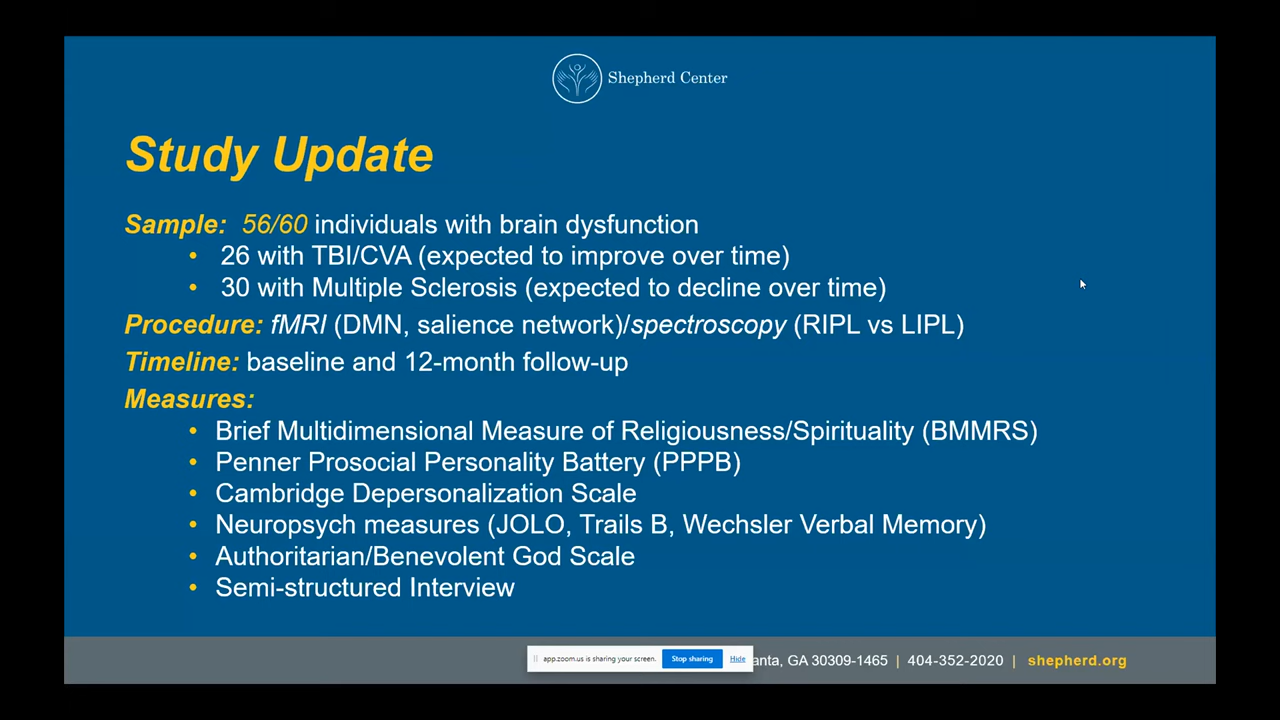 Shepherd Center
Study Update
Sample: 56/60 individuals with brain dysfunction
• 26 with TBI/CVA (expected to improve over time)
• 30 with Multiple Sclerosis (expected to decline over time)
Procedure: fMRI (DMN, salience network)/spectroscopy (RIPL vs LIPL)
Timeline: baseline and 12-month follow-up
Measures:
• Brief Multidimensional Measure of Religiousness/Spirituality (BMMRS)
• Penner Prosocial Personality Battery (PPPB)
• Cambridge Depersonalization Scale
• Neuropsych measures (JOLO, Trails B, Wechsler Verbal Memory)
• Authoritarian/Benevolent God Scale
• Semi-structured Interview
app.zoom.us is sharing your screen. Stop sharing Hide anta, GA 30309-1465 | 404-352-2020 | shepherd.org